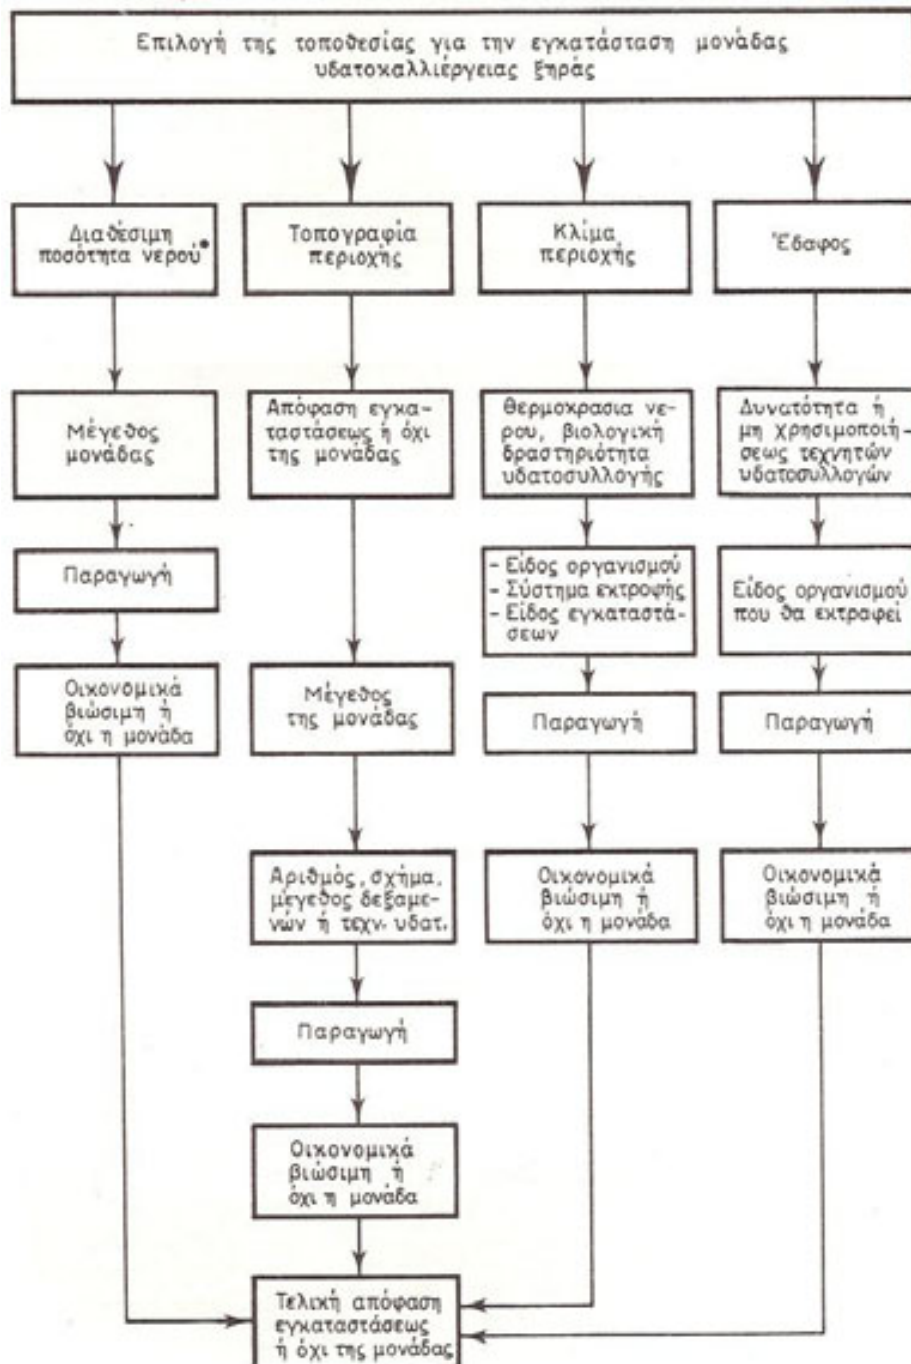 Επιλογή της τοποθεσίας για την εγκατάσταση μονάδας
υδατοκαλλιέργειας ξηράς
Διαθέσιμη
ποσότητα νερού*
Τοπογραφία
περιοχής
Κλίμα
περιοχής
Έδαφος
Μέγεθος
μονάδας
Απόφαση εγκα-
ταστάσεως ή όχι
της μονάδας
Θερμοκρασια νε-
ρου, βιολογική
δραστηριότητα
υδατοσυλλογής
Δυνατότητα ή
μη χρησιμοποιή-
σεως τεχνητών
υδατοσυλλογών
Παραγωγή
- Είδος οργανισμού
- Σύστημα εκτροφής
- Είδος εγκαταστά-
σεων
Είδος οργανισμού
που θα εκτραφεί
Οικονομικά
βιώσιμη ή
όχι η μονάδα
Μέγεθος
της μονάδας
Παραγωγή
Παραγωγή
Αριθμός, σχήμα,
μέγεθος δεξαμε-
νών ή τεχν. υδατ.
Οικονομικά
βιώσιμη ή
όχι η μονάδα
Οικονομικά
βιώσιμη ή
όχι η μονάδα
Παραγωγή
Οικονομικά
βιώσιμη ή
όχι η μονάδα
Τελική απόφαση
εγκαταστάσεως
ή όχι της μονάδας